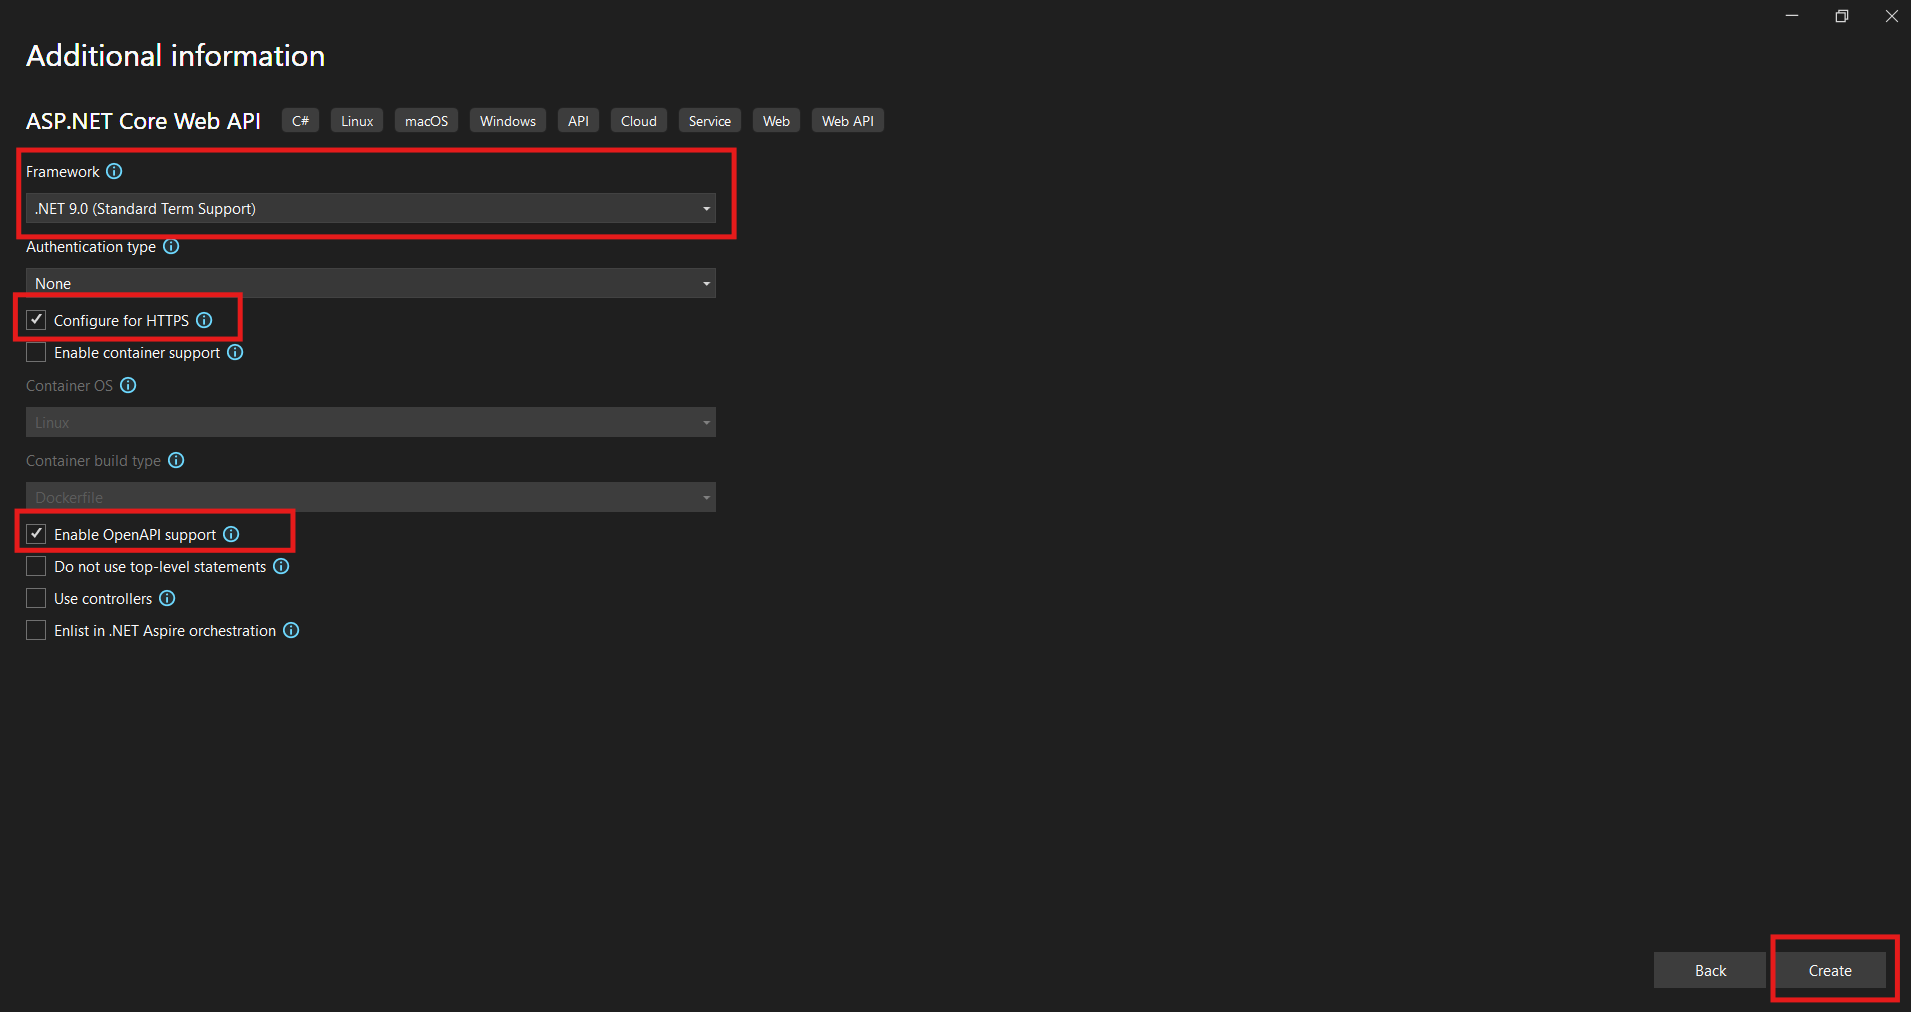 Additional information
ASP.NET Core Web API C# Linux macOS Windows API Cloud Service Web Web API
Framework
.NET 9.0 (Standard Term Support)
Authentication type
None
Configure for HTTPS
Enable container support
Container OS
Linux
Container build type
Dockerfile
Enable OpenAPI support
Do not use top-level statements
Use controllers
Enlist in .NET Aspire orchestration
Back Create